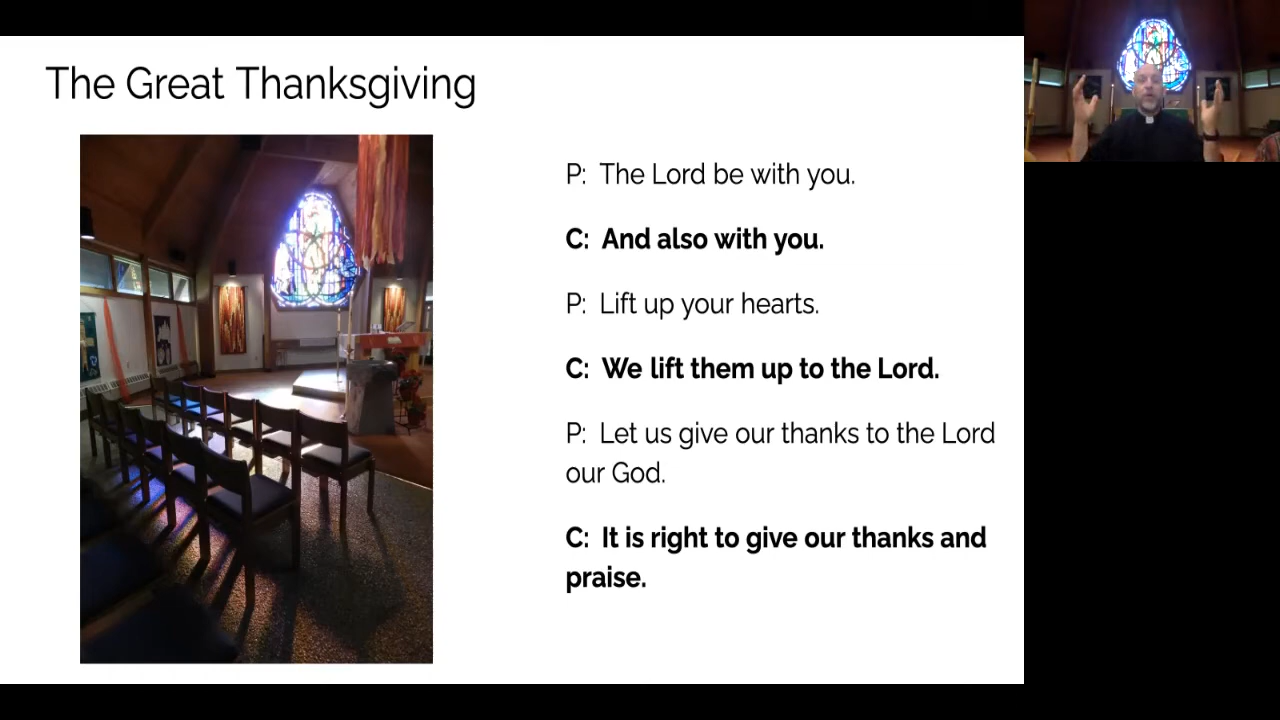 The Great Thanksgiving
P: The Lord be with you.
C: And also with you.
P: Lift up your hearts.
C: We lift them up to the Lord.
P: Let us give our thanks to the Lord
our God.
C: It is right to give our thanks and
praise.